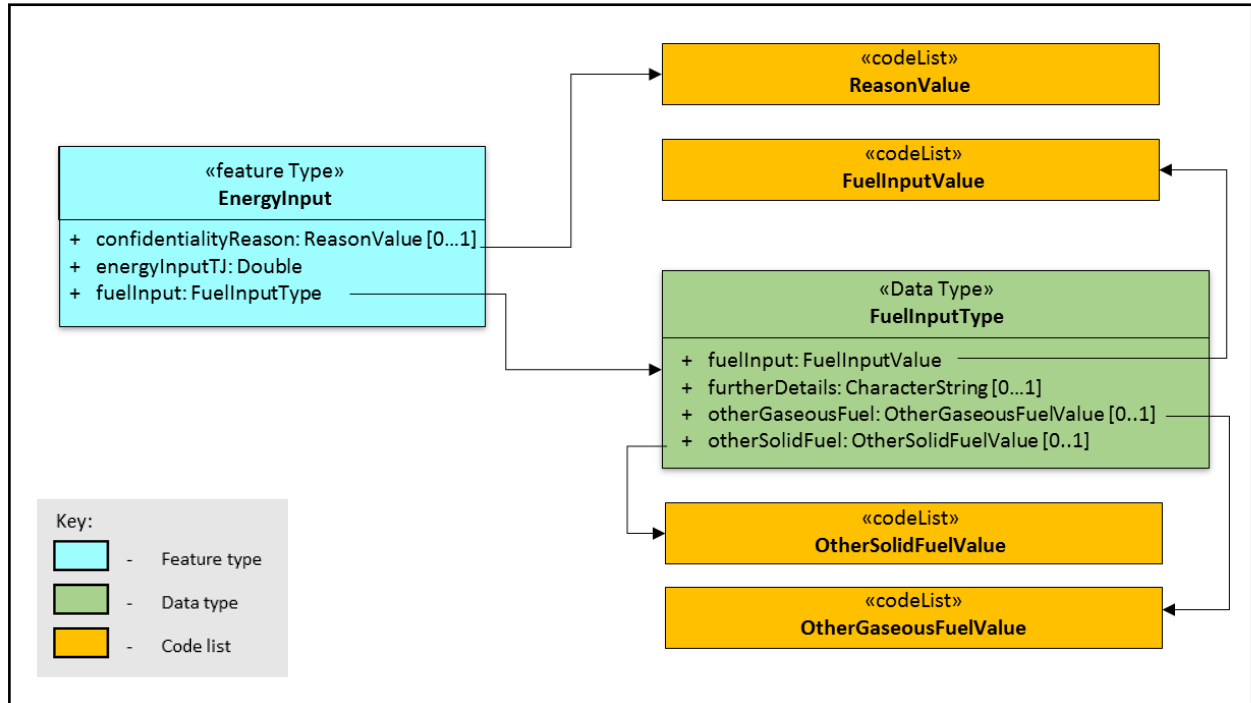 «codeList»
ReasonValue
«codeList»
FuelInputValue
«feature Type»
EnergyInput
+ confidentialityReason: ReasonValue [0...1]
+ energyInputTJ: Double
+ fuelInput: FuelInputType
«Data Type»
FuelInputType
+ fuelInput: FuelInputValue
+ furtherDetails: CharacterString [0...1]
+ otherGaseousFuel: OtherGaseousFuelValue [0..1]
+ otherSolidFuel: OtherSolidFuelValue [0..1]
«codeList»
OtherSolidFuelValue
«codeList»
OtherGaseousFuelValue
Key:
- Feature type
- Data type
- Code list